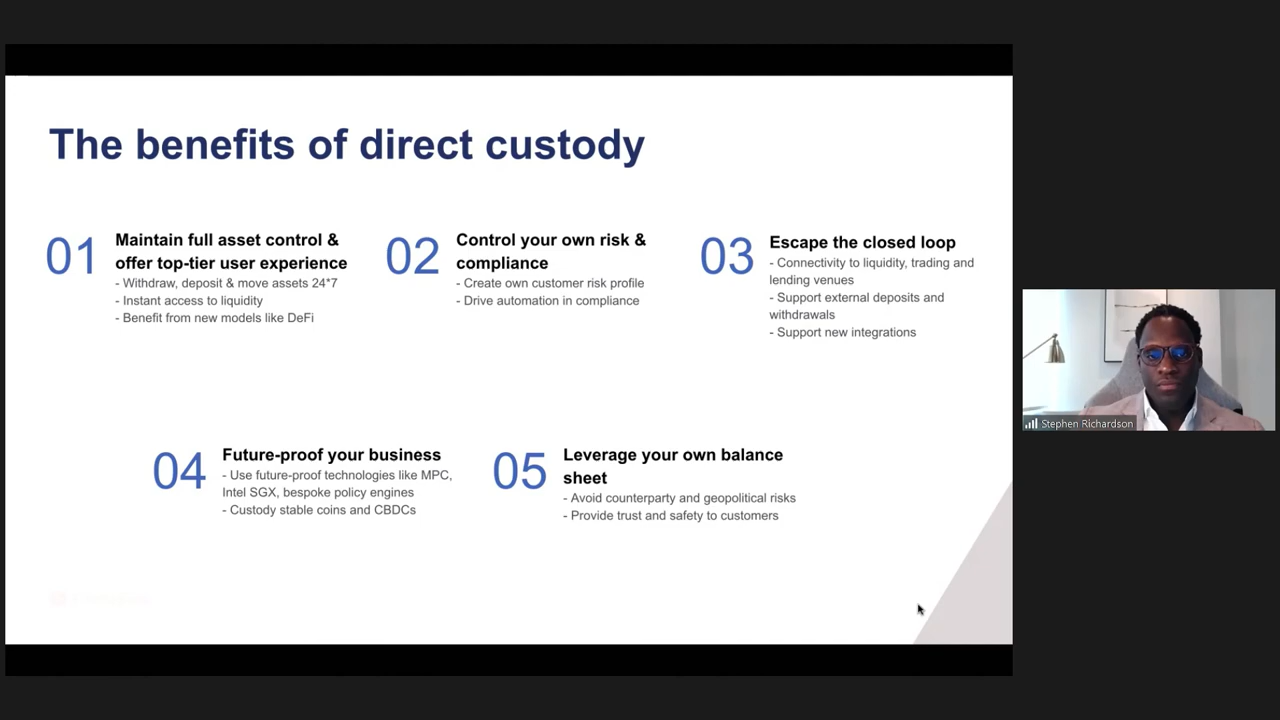 The benefits of direct custody
01
Maintain full asset control &
offer top-tier user experience
- Withdraw, deposit & move assets 24*7
- Instant access to liquidity
- Benefit from new models like DeFi
02
Control your own risk &
compliance
- Create own customer risk profile
- Drive automation in compliance
03
Escape the closed loop
- Connectivity to liquidity, trading and
lending venues
- Support external deposits and
withdrawals
- Support new integrations
04
Future-proof your business
- Use future-proof technologies like MPC,
Intel SGX, bespoke policy engines
- Custody stable coins and CBDCs
05
Leverage your own balance
sheet
- Avoid counterparty and geopolitical risks
- Provide trust and safety to customers
Stephen Richardson